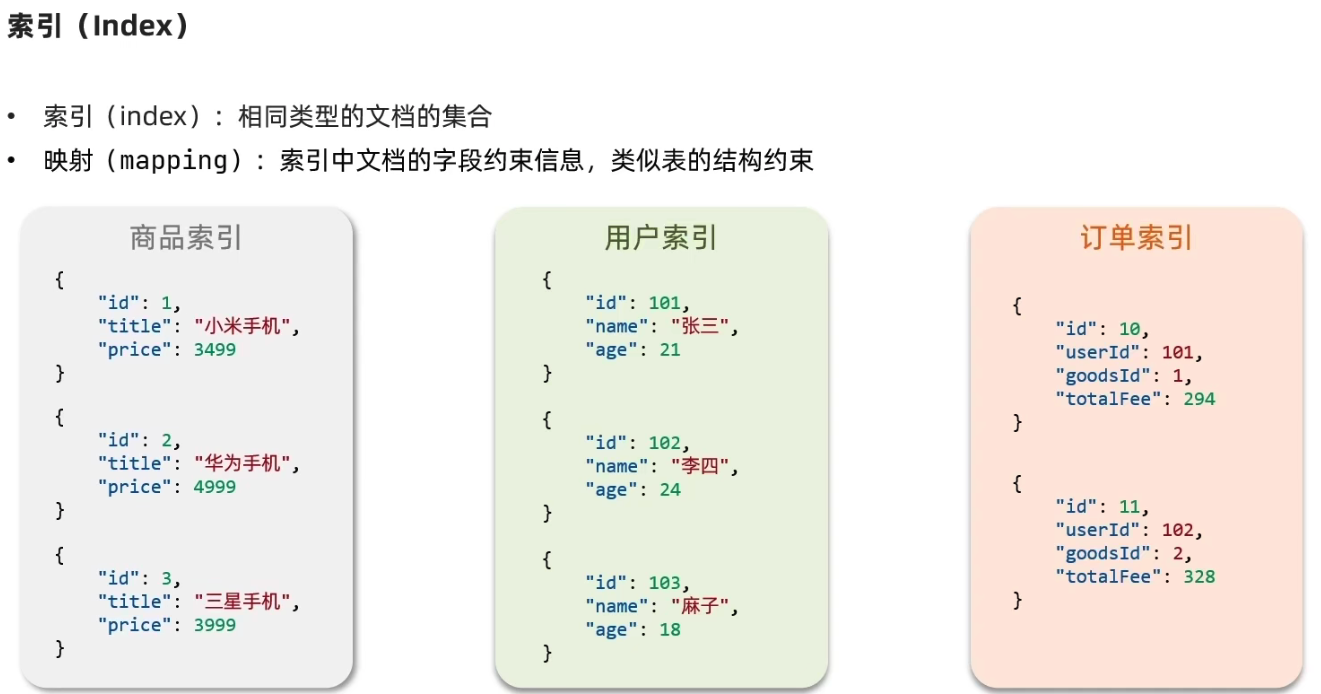 索引（Index）
• 索引（index）：相同类型的文档的集合
• 映射（mapping）：索引中文档的字段约束信息，类似表的结构约束
商品索引
{
"id": 1,
"title": "小米手机",
"price": 3499
}
{
"id": 2,
"title": "华为手机",
"price": 4999
}
{
"id": 3,
"title": "三星手机",
"price": 3999
}
用户索引
{
"id": 101,
"name": "张三",
"age": 21
}
{
"id": 102,
"name": "李四",
"age": 24
}
{
"id": 103,
"name": "麻子",
"age": 18
}
订单索引
{
"id": 10,
"userId": 101,
"goodsId": 1,
"totalFee": 294
}
{
"id": 11,
"userId": 102,
"goodsId": 2,
"totalFee": 328
}